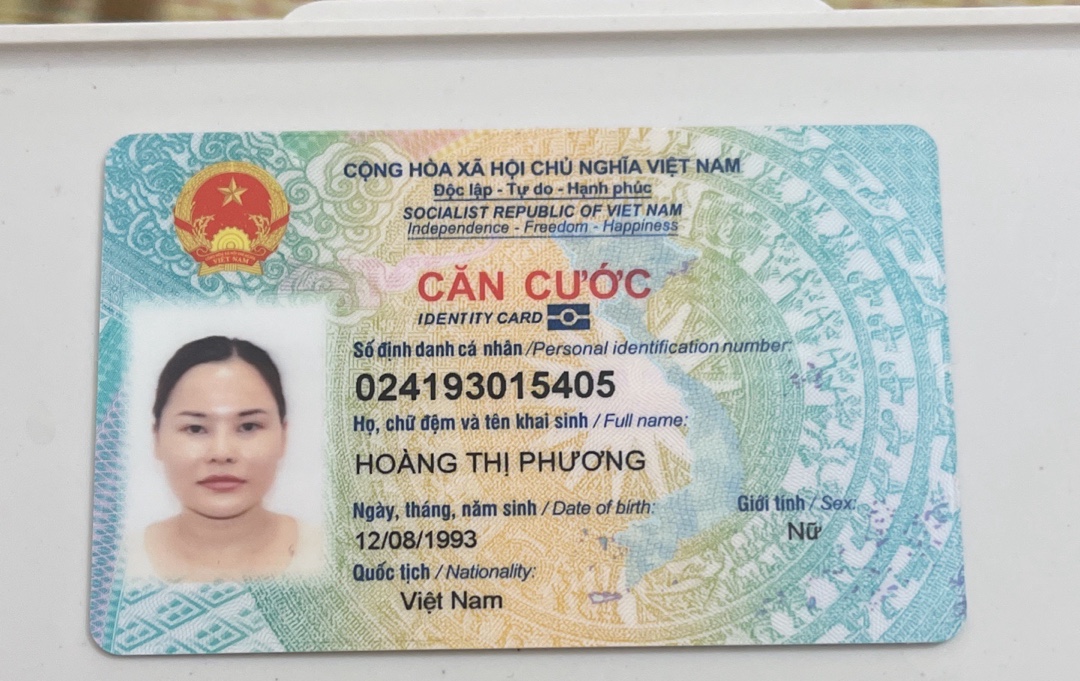 CỘNG HÒA XÃ HỘI CHỦ NGHĨA VIỆT NAM
Độc lập - Tự do - Hạnh phúc
SOCIALIST REPUBLIC OF VIET NAM
Independence - Freedom - Happiness
VIỆT NAM
CĂN CƯỚC
IDENTITY CARD
Số định danh cá nhân / Personal identification number:
024193015405
Họ, chữ đệm và tên khai sinh / Full name:
HOÀNG THỊ PHƯƠNG
Ngày, tháng, năm sinh / Date of birth:
Giới tính / Sex:
12/08/1993
Nữ
Quốc tịch / Nationality:
Việt Nam